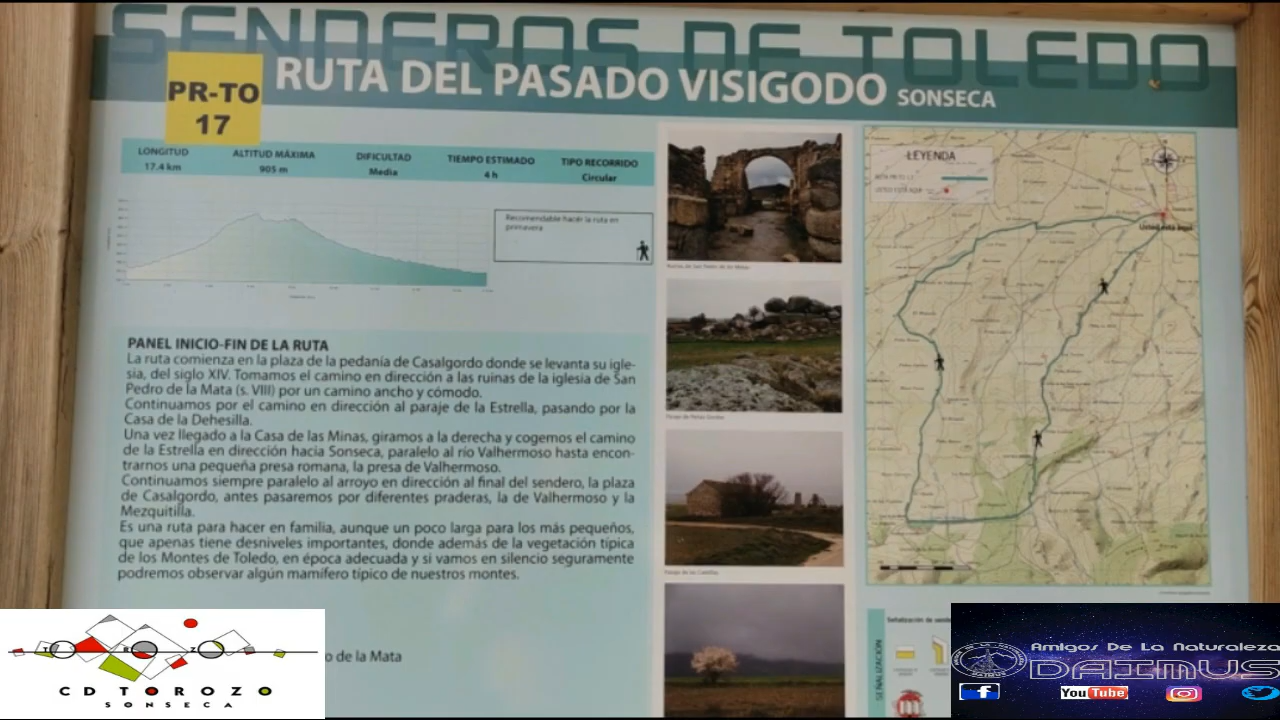 SENDEROS DE TOLEDO
PR-TO
17
RUTA DEL PASADO VISIGODO SONSECA
LONGITUD
17.4 km
ALTITUD MÁXIMA
905 m
DIFICULTAD
Media
TIEMPO ESTIMADO
4 h
TIPO RECORRIDO
Circular
Recomendable hacer la ruta en
primavera
PANEL INICIO-FIN DE LA RUTA
La ruta comienza en la plaza de la pedanía de Casalgordo donde se levanta su igle-
sia, del siglo XIV. Tomamos el camino en dirección a las ruinas de la iglesia de San
Pedro de la Mata (s. VIII) por un camino ancho y cómodo.
Continuamos por el camino en dirección al paraje de la Estrella, pasando por la
Casa de la Dehesilla.
Una vez llegado a la Casa de las Minas, giramos a la derecha y cogemos el camino
de la Estrella en dirección hacía Sonseca, paralelo al río Valhermoso hasta encon-
trarnos una pequeña presa romana, la presa de Valhermoso.
Continuamos siempre paralelo al arroyo en dirección al final del sendero, la plaza
de Casalgordo, antes pasaremos por diferentes praderas, la de Valhermoso y la
Mezquitilla.
Es una ruta para hacer en familia, aunque un poco larga para los más pequeños,
que apenas tiene desniveles importantes, donde además de la vegetación típica
de los Montes de Toledo, en época adecuada y si vamos en silencio seguramente
podremos observar algún mamífero típico de nuestros montes.
o de la Mata
LEYENDA
Usted está aquí
SEÑALIZACIÓN
Señalización de
TOROZO
CD TOROZO
SONSECA
Amigos De La Naturaleza
DAIMUS
f
YouTube